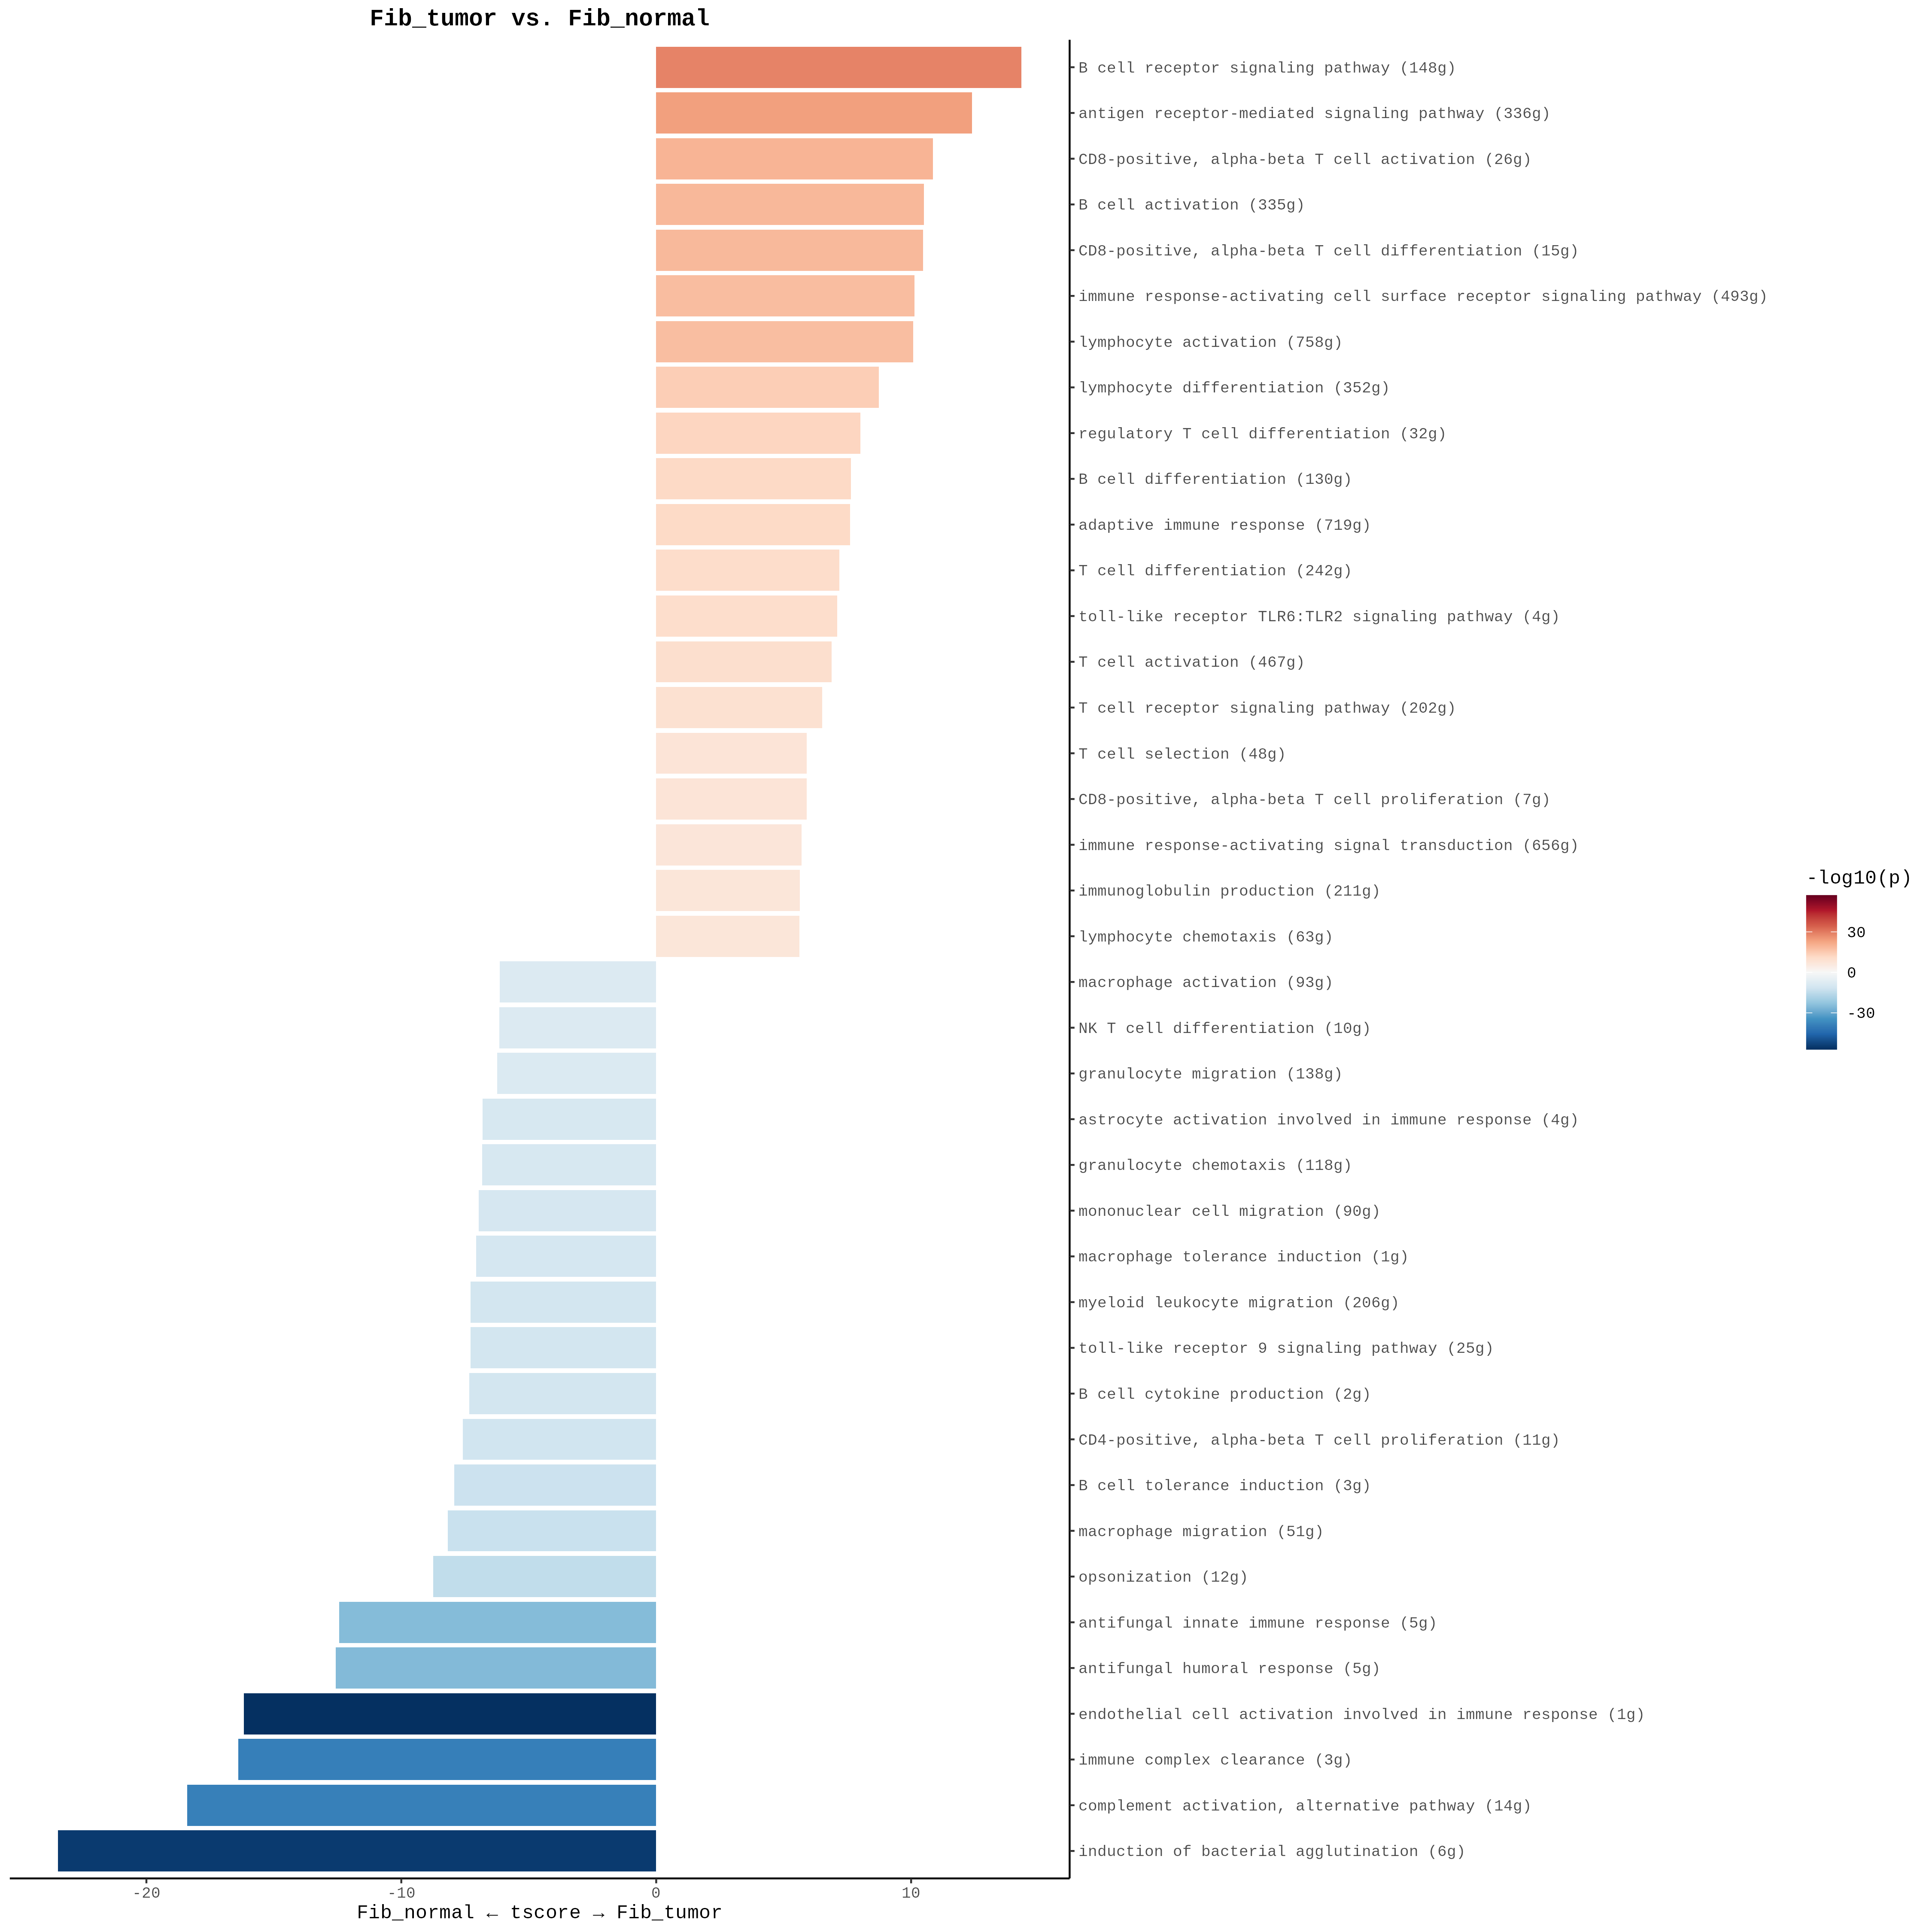 Fib_tumor vs. Fib_normal
B cell receptor signaling pathway (148g)
antigen receptor-mediated signaling pathway (336g)
CD8-positive, alpha-beta T cell activation (26g)
B cell activation (335g)
CD8-positive, alpha-beta T cell differentiation (15g)
immune response-activating cell surface receptor signaling pathway (493g)
lymphocyte activation (758g)
lymphocyte differentiation (352g)
regulatory T cell differentiation (32g)
B cell differentiation (130g)
adaptive immune response (719g)
T cell differentiation (242g)
toll-like receptor TLR6:TLR2 signaling pathway (4g)
T cell activation (467g)
T cell receptor signaling pathway (202g)
T cell selection (48g)
CD8-positive, alpha-beta T cell proliferation (7g)
immune response-activating signal transduction (656g)
immunoglobulin production (211g)
lymphocyte chemotaxis (63g)
macrophage activation (93g)
NK T cell differentiation (10g)
granulocyte migration (138g)
astrocyte activation involved in immune response (4g)
granulocyte chemotaxis (118g)
mononuclear cell migration (90g)
macrophage tolerance induction (1g)
myeloid leukocyte migration (206g)
toll-like receptor 9 signaling pathway (25g)
B cell cytokine production (2g)
CD4-positive, alpha-beta T cell proliferation (11g)
B cell tolerance induction (3g)
macrophage migration (51g)
opsonization (12g)
antifungal innate immune response (5g)
antifungal humoral response (5g)
endothelial cell activation involved in immune response (1g)
immune complex clearance (3g)
complement activation, alternative pathway (14g)
induction of bacterial agglutination (6g)
-20 -10 0 10
Fib_normal ← tscore → Fib_tumor
-log10(p)
30
0
-30